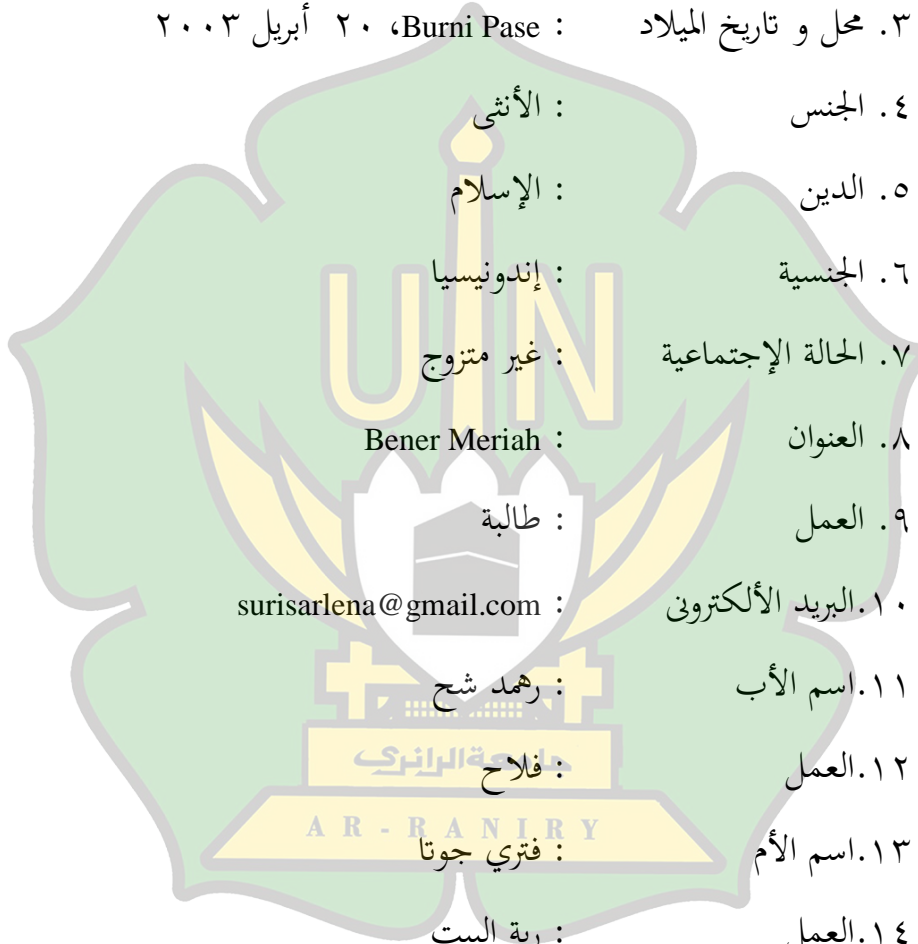 ٣. محل و تاريخ الميلاد : Burni Pase، ٢٠ أبريل ٢٠٠٣
٤. الجنس : الأنثى
٥. الدين : الإسلام
٦. الجنسية : إندونيسيا
UIN
٧. الحالة الإجتماعية : غير متزوج
٨. العنوان : Bener Meriah
٩. العمل : طالبة
١٠.البريد الألكترونى : surisarlena@gmail.com
١١.اسم الأب : رهمد شح
جامعة الرانري
١٢.العمل : فلاح
AR-RANIRY
١٣.اسم الأم : فتري جوتا
١٤.العمل : ربة البيت